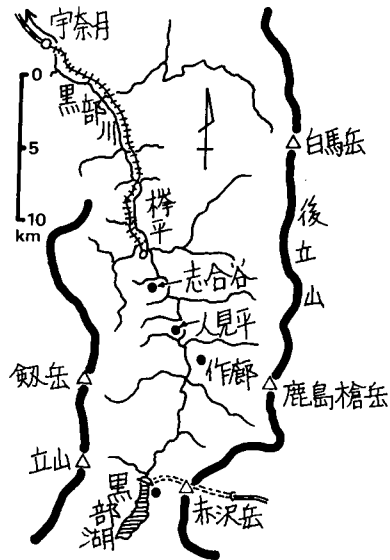 宇奈月
0
黒部川
5
白馬岳
10
km
欅平
後立山
志合谷
人見平
作廊
剱岳
鹿島槍岳
立山
黒部湖
赤沢岳